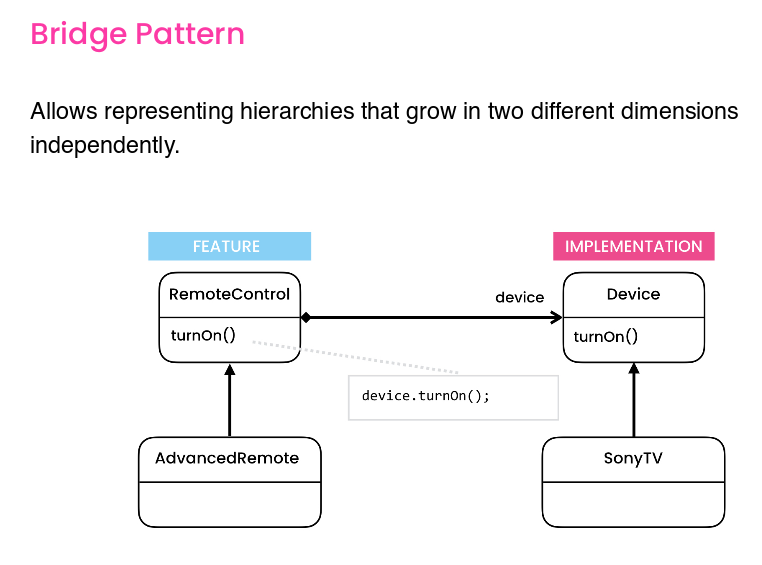 Bridge Pattern
Allows representing hierarchies that grow in two different dimensions
independently.
FEATURE
IMPLEMENTATION
RemoteControl
device
Device
turnOn()
turnOn()
device.turnOn();
AdvancedRemote
SonyTV